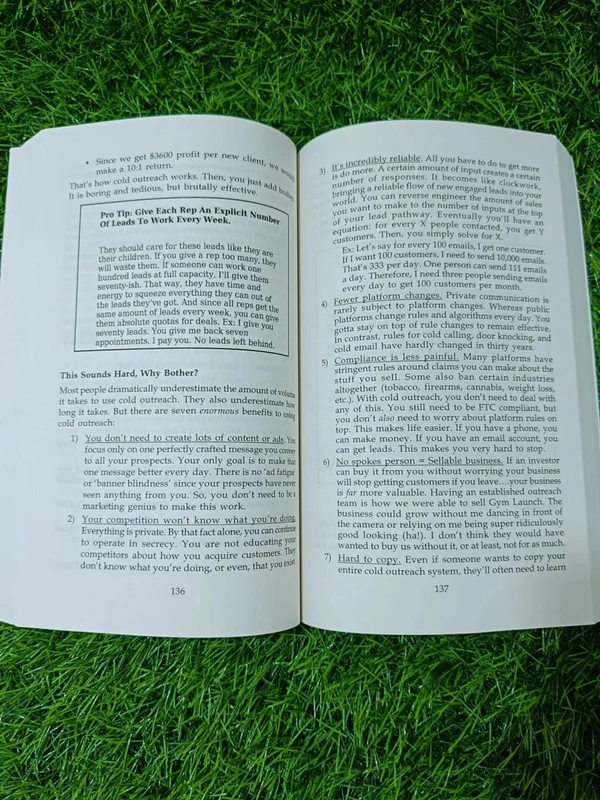 • Since we get $3600 profit per new client, we
make a 10:1 return.
That's how cold outreach works. Then, you just add
It is boring and tedious, but brutally effective.
Pro Tip: Give Each Rep An Explicit Number
Of Leads To Work Every Week.
They should care for these leads like they are
their children. If you give a rep too many, they
will waste them. If someone can work one
hundred leads at full capacity, I'll give them
seventy-ish. That way, they have time and
energy to squeeze everything they can out of
the leads they've got. And since all reps get the
same amount of leads every week, you can give
them absolute quotas for deals. Ex: I give you
seventy leads. You give me back seven
appointments. I pay you. No leads left behind.
This Sounds Hard, Why Bother?
Most people dramatically underestimate the amount of volume
it takes to use cold outreach. They also underestimate how
long it takes. But there are seven enormous benefits to using
cold outreach:
1) You don't need to create lots of content or ads. You
focus only on one perfectly crafted message you convey
to all your prospects. Your only goal is to make that
one message better every day. There is no 'ad fatigue'
or 'banner blindness' since your prospects have never
seen anything from you. So, you don't need to be a
marketing genius to make this work.
2) Your competition won't know what you're doing.
Everything is private. By that fact alone, you can continue
to operate in secrecy. You are not educating your
competitors about how you acquire customers. They
don't know what you're doing, or even, that you exist
136
3) It's incredibly reliable. All you have to do to get more
is do more. A certain amount of input creates a certain
number of responses. It becomes like clockwork,
bringing a reliable flow of new engaged leads into your
world. You can reverse engineer the amount of sales
you want to make to the number of inputs at the top
of your lead pathway. Eventually you'll have an
equation: for every X people contacted, you get Y
customers. Then, you simply solve for X.
Ex: Let's say for every 100 emails, I get one customer.
If I want 100 customers, I need to send 10,000 emails.
That's 333 per day. One person can send 111 emails
a day. Therefore, I need three people sending emails
every day to get 100 customers per month.
4) Fewer platform changes. Private communication is
rarely subject to platform changes. Whereas public
platforms change rules and algorithms every day. You
gotta stay on top of rule changes to remain effective.
In contrast, rules for cold calling, door knocking, and
cold email have hardly changed in thirty years.
5) Compliance is less painful. Many platforms have
stringent rules around claims you can make about the
stuff you sell. Some also ban certain industries
altogether (tobacco, firearms, cannabis, weight loss,
etc.). With cold outreach, you don't need to deal with
any of this. You still need to be FTC compliant, but
you don't also need to worry about platform rules on
top. This makes life easier. If you have a phone, you
can make money. If you have an email account, you
can get leads. This makes you very hard to stop.
6) No spokes person = Sellable business. If an investor
can buy it from you without worrying your business
will stop getting customers if you leave....your business
is far more valuable. Having an established outreach
team is how we were able to sell Gym Launch. The
business could grow without me dancing in front of
the camera or relying on me being super ridiculously
good looking (ha!). I don't think they would have
wanted to buy us without it, or at least, not for as much.
7) Hard to copy. Even if someone wants to copy your
entire cold outreach system, they'll often need to learn
137